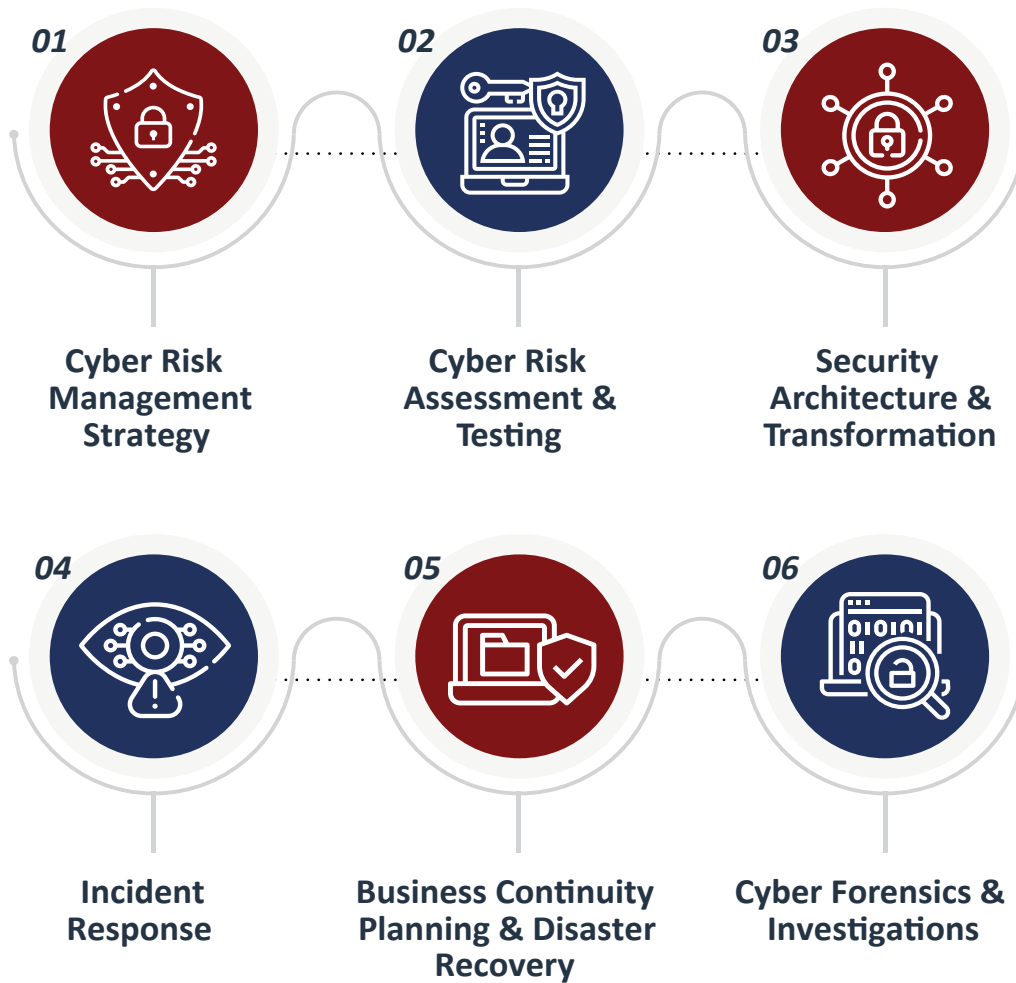 01
02
03
Cyber Risk
Management
Strategy
Cyber Risk
Assessment &
Testing
Security
Architecture &
Transformation
04
05
06
010101
Incident
Response
Business Continuity
Planning & Disaster
Recovery
Cyber Forensics &
Investigations